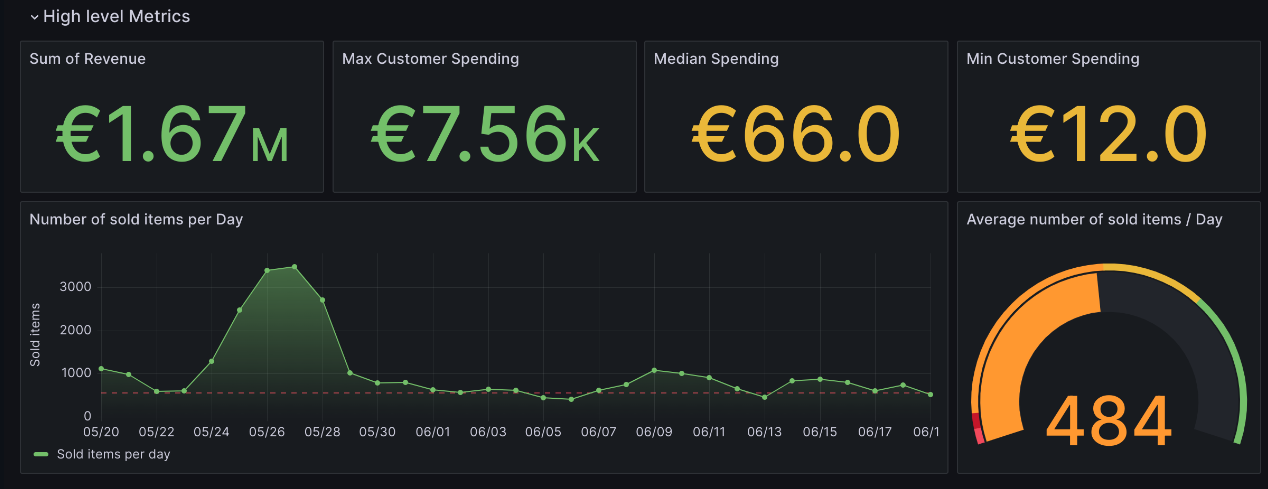 High level Metrics
Sum of Revenue
€1.67M
Max Customer Spending
€7.56K
Median Spending
€66.0
Min Customer Spending
€12.0
Number of sold items per Day
Sold items
3000
2000
1000
0
05/20 05/22 05/24 05/26 05/28 05/30 06/01 06/03 06/05 06/07 06/09 06/11 06/13 06/15 06/17 06/1
Sold items per day
Average number of sold items / Day
484